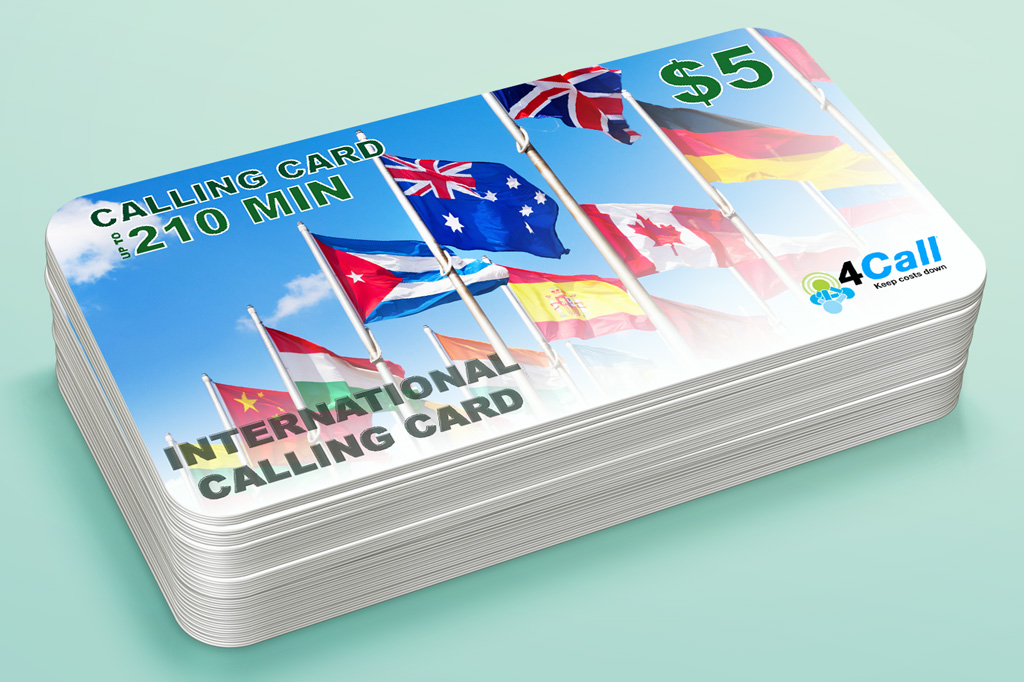 CALLING CARD
UP TO 210 MIN
$5
4Call
Keep costs down
INTERNATIONAL
CALLING CARD